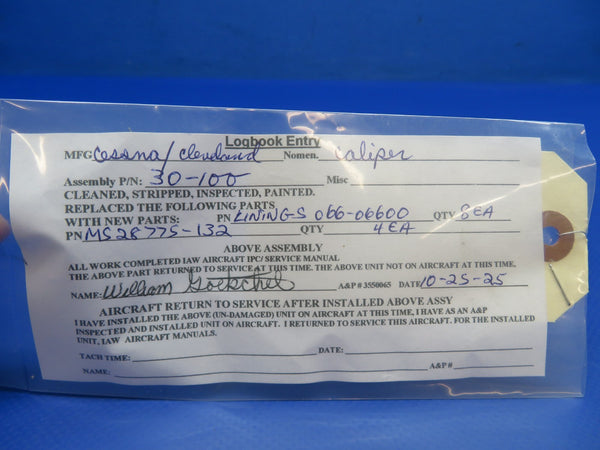 Logbook Entry
MFG Cessna/Cleveland Nomen. Caliper
Assembly P/N: 30-100 Misc
CLEANED, STRIPPED, INSPECTED, PAINTED.
REPLACED THE FOLLOWING PARTS
WITH NEW PARTS: PN LININGS 066-06600 QTY 8 EA
PN MS28775-132 QTY 4 EA
ABOVE ASSEMBLY
ALL WORK COMPLETED IAW AIRCRAFT IPC/ SERVICE MANUAL
THE ABOVE PART RETURNED TO SERVICE AT THIS TIME. THE ABOVE UNIT NOT ON AIRCRAFT AT THIS TIME.
NAME: William Goekschel A&P # 3550065 DATE 10-25-25
AIRCRAFT RETURN TO SERVICE AFTER INSTALLED ABOVE ASSY
I HAVE INSTALLED THE ABOVE (UN-DAMAGED) UNIT ON AIRCRAFT AT THIS TIME, I HAVE AS AN A&P
INSPECTED AND INSTALLED UNIT ON AIRCRAFT. I RETURNED TO SERVICE THIS AIRCRAFT. FOR THE INSTALLED
UNIT, IAW AIRCRAFT MANUALS.
TACH TIME: DATE:
NAME: A&P #